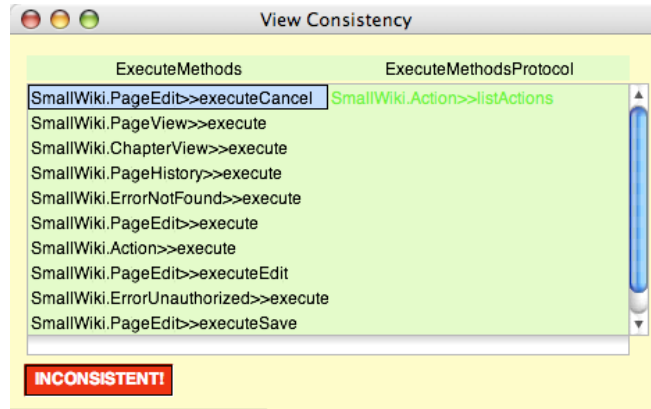 View Consistency
ExecuteMethods ExecuteMethodsProtocol
SmallWiki.PageEdit>>executeCancel SmallWiki.Action>>listActions
SmallWiki.PageView>>execute
SmallWiki.ChapterView>>execute
SmallWiki.PageHistory>>execute
SmallWiki.ErrorNotFound>>execute
SmallWiki.PageEdit>>execute
SmallWiki.Action>>execute
SmallWiki.PageEdit>>executeEdit
SmallWiki.ErrorUnauthorized>>execute
SmallWiki.PageEdit>>executeSave
INCONSISTENT!